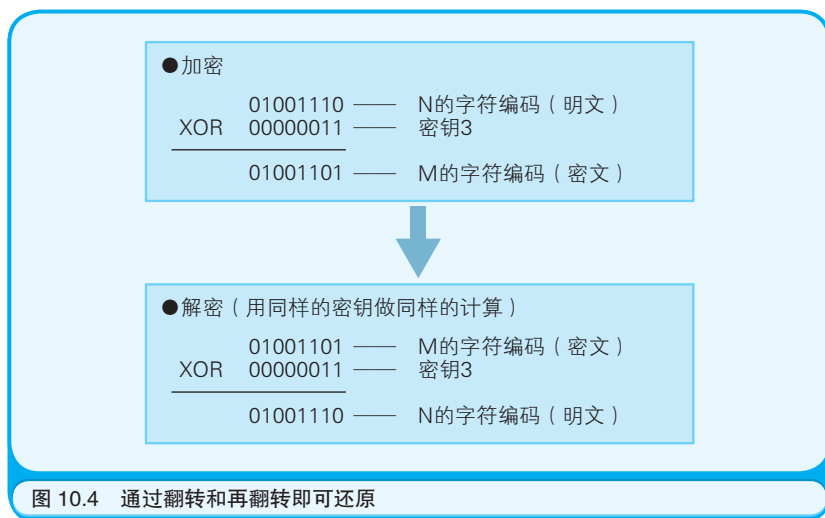 ●加密
01001110 —— N的字符编码（明文）
XOR 00000011 —— 密钥3
01001101 —— M的字符编码（密文）
●解密（用同样的密钥做同样的计算）
01001101 —— M的字符编码（密文）
XOR 00000011 —— 密钥3
01001110 —— N的字符编码（明文）
图 10.4 通过翻转和再翻转即可还原